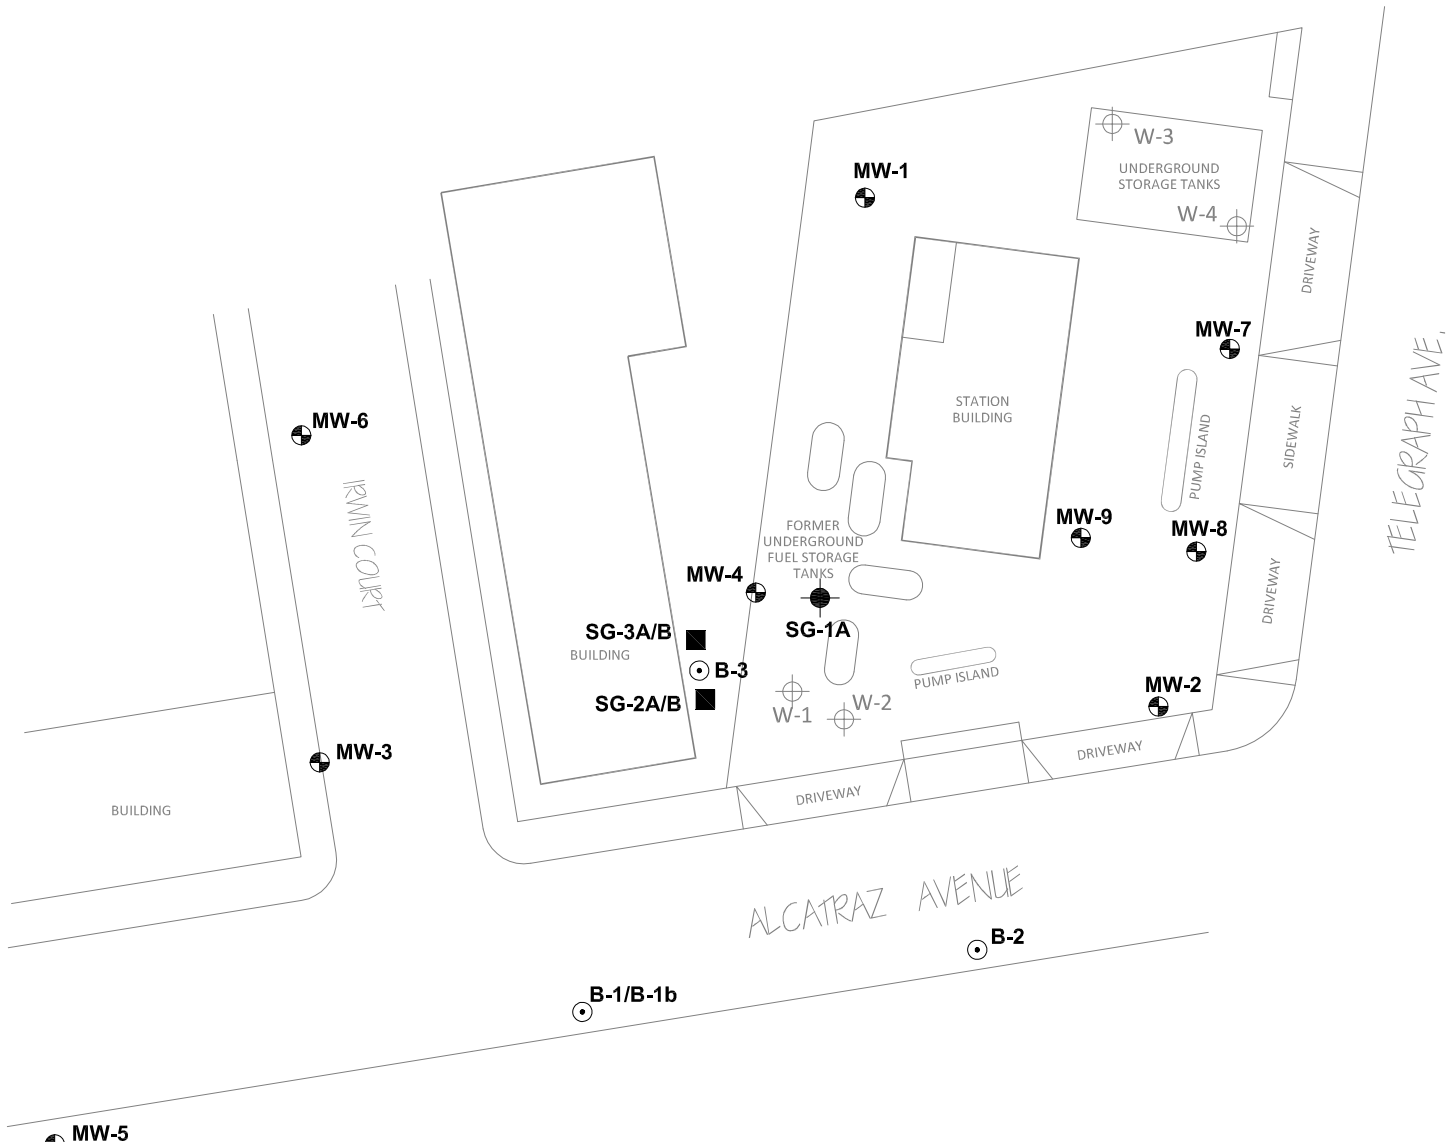 W-3
MW-1
UNDERGROUND
STORAGE TANKS
W-4
DRIVEWAY
MW-7
TELEGRAPH AVE.
STATION
BUILDING
MW-6
PUMP ISLAND
SIDEWALK
IRWIN COURT
MW-9
MW-8
FORMER
UNDERGROUND
FUEL STORAGE
TANKS
MW-4
DRIVEWAY
SG-3A/B
SG-1A
BUILDING
B-3
PUMP ISLAND
MW-2
SG-2A/B
W-1
W-2
MW-3
DRIVEWAY
DRIVEWAY
BUILDING
ALCATRAZ AVENUE
B-2
B-1/B-1b
MW-5